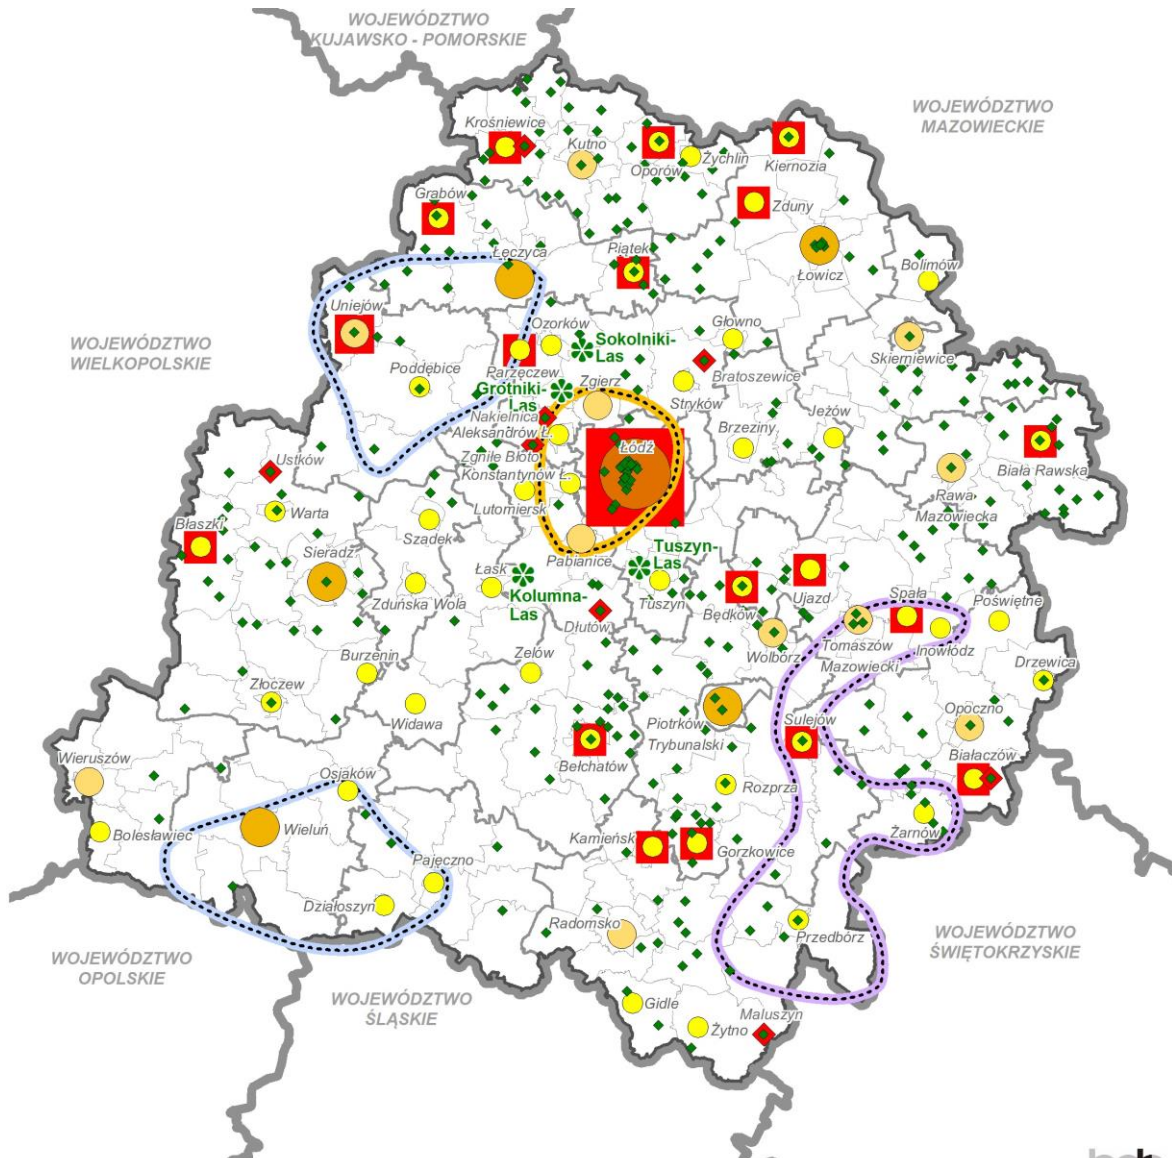 WOJEWÓDZTWO
KUJAWSKO - POMORSKIE
WOJEWÓDZTWO
MAZOWIECKIE
Krośniewice
Kutno
Oporów
Żychlin
Kiernozia
Grabów
Zduny
Łęczyca
Piątek
Łowicz
Bolimów
Uniejów
WOJEWÓDZTWO
WIELKOPOLSKIE
Ozorków
Sokolniki-
Las
Głowno
Skierniewice
Poddębice
Parzęczew
Grotniki-
Las
Zgierz
Bratoszewice
Stryków
Nakielnica
Aleksandrów Ł.
Łódź
Brzeziny
Jeżów
Zgniłe Błoto
Konstantynów Ł.
Biała Rawska
Ustków
Lutomiersk
Rawa
Mazowiecka
Warta
Błaszki
Szadek
Sieradz
Pabianice
Tuszyn-
Las
Łask
Kolumna-
Las
Zduńska Wola
Tuszyn
Będków
Ujazd
Spała
Poświętne
Dłutów
Wolbórz
Tomaszów
Mazowiecki
Inowłódz
Burzenin
Zelów
Drzewica
Złoczew
Widawa
Piotrków
Trybunalski
Sulejów
Opoczno
Bełchatów
Białaczów
Wieruszów
Osjaków
Rozprza
Bolesławiec
Wieluń
Żarnów
Kamieńsk
Gorzkowice
Pajęczno
Działoszyn
Radomsko
Przedbórz
WOJEWÓDZTWO
ŚWIĘTOKRZYSKIE
WOJEWÓDZTWO
OPOLSKIE
WOJEWÓDZTWO
ŚLĄSKIE
Gidle
Żytno
Maluszyn